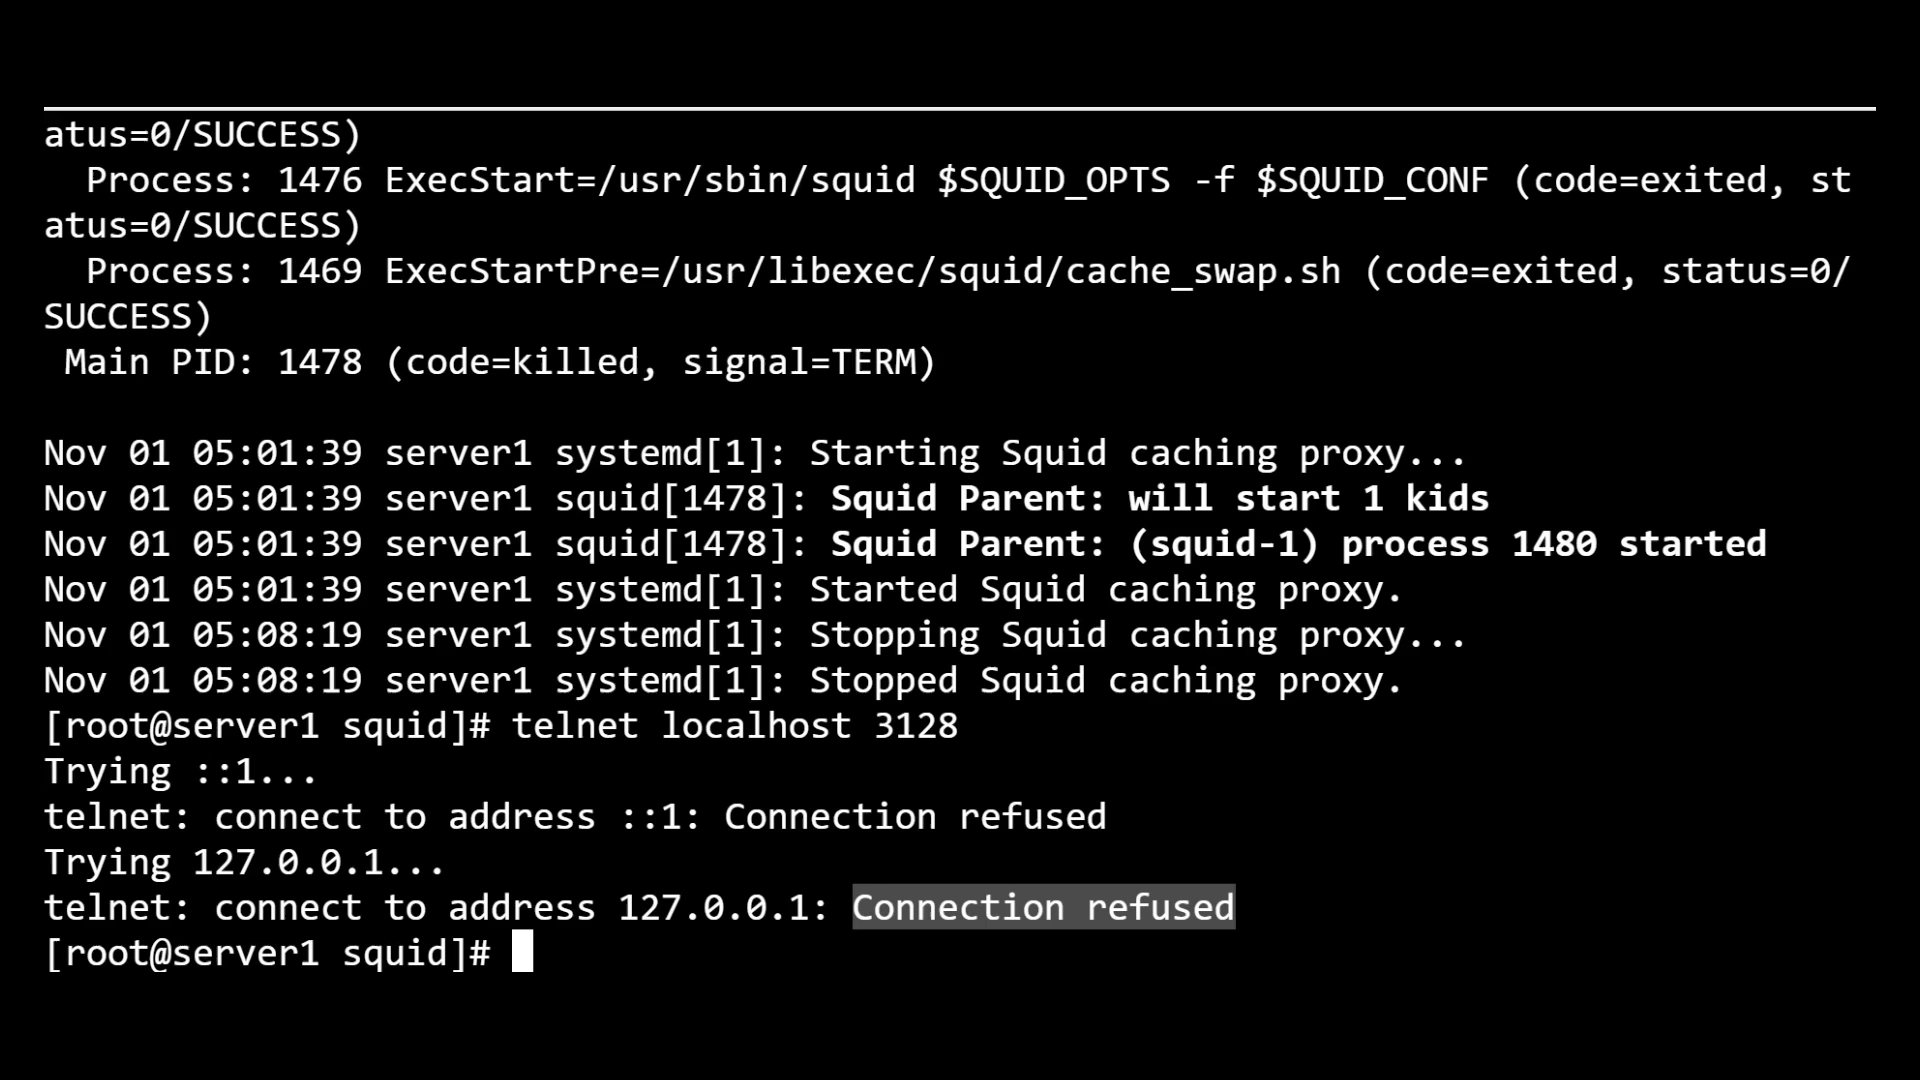 atus=0/SUCCESS)
  Process: 1476 ExecStart=/usr/sbin/squid $SQUID_OPTS -f $SQUID_CONF (code=exited, st
atus=0/SUCCESS)
  Process: 1469 ExecStartPre=/usr/libexec/squid/cache_swap.sh (code=exited, status=0/
SUCCESS)
 Main PID: 1478 (code=killed, signal=TERM)

Nov 01 05:01:39 server1 systemd[1]: Starting Squid caching proxy...
Nov 01 05:01:39 server1 squid[1478]: Squid Parent: will start 1 kids
Nov 01 05:01:39 server1 squid[1478]: Squid Parent: (squid-1) process 1480 started
Nov 01 05:01:39 server1 systemd[1]: Started Squid caching proxy.
Nov 01 05:08:19 server1 systemd[1]: Stopping Squid caching proxy...
Nov 01 05:08:19 server1 systemd[1]: Stopped Squid caching proxy.
[root@server1 squid]# telnet localhost 3128
Trying ::1...
telnet: connect to address ::1: Connection refused
Trying 127.0.0.1...
telnet: connect to address 127.0.0.1: Connection refused
[root@server1 squid]#